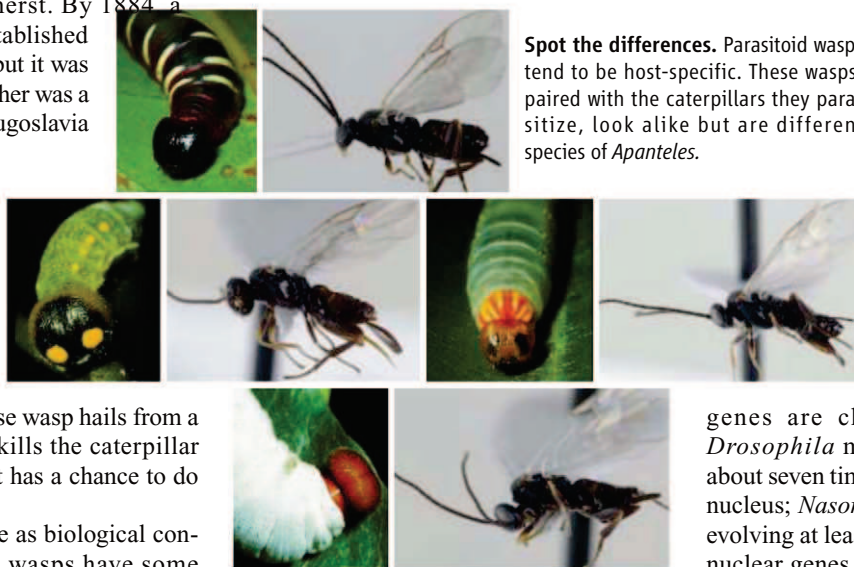 herst. By 1884, a
tablished
but it was
her was a
ugoslavia
Spot the differences. Parasitoid wasp
tend to be host-specific. These wasps
paired with the caterpillars they para-
sitize, look alike but are differen
species of Apanteles.
se wasp hails from a
kills the caterpillar
t has a chance to do
e as biological con-
wasps have some
genes are cl
Drosophila n
about seven tin
nucleus; Nason
evolving at lea
nuclear genes